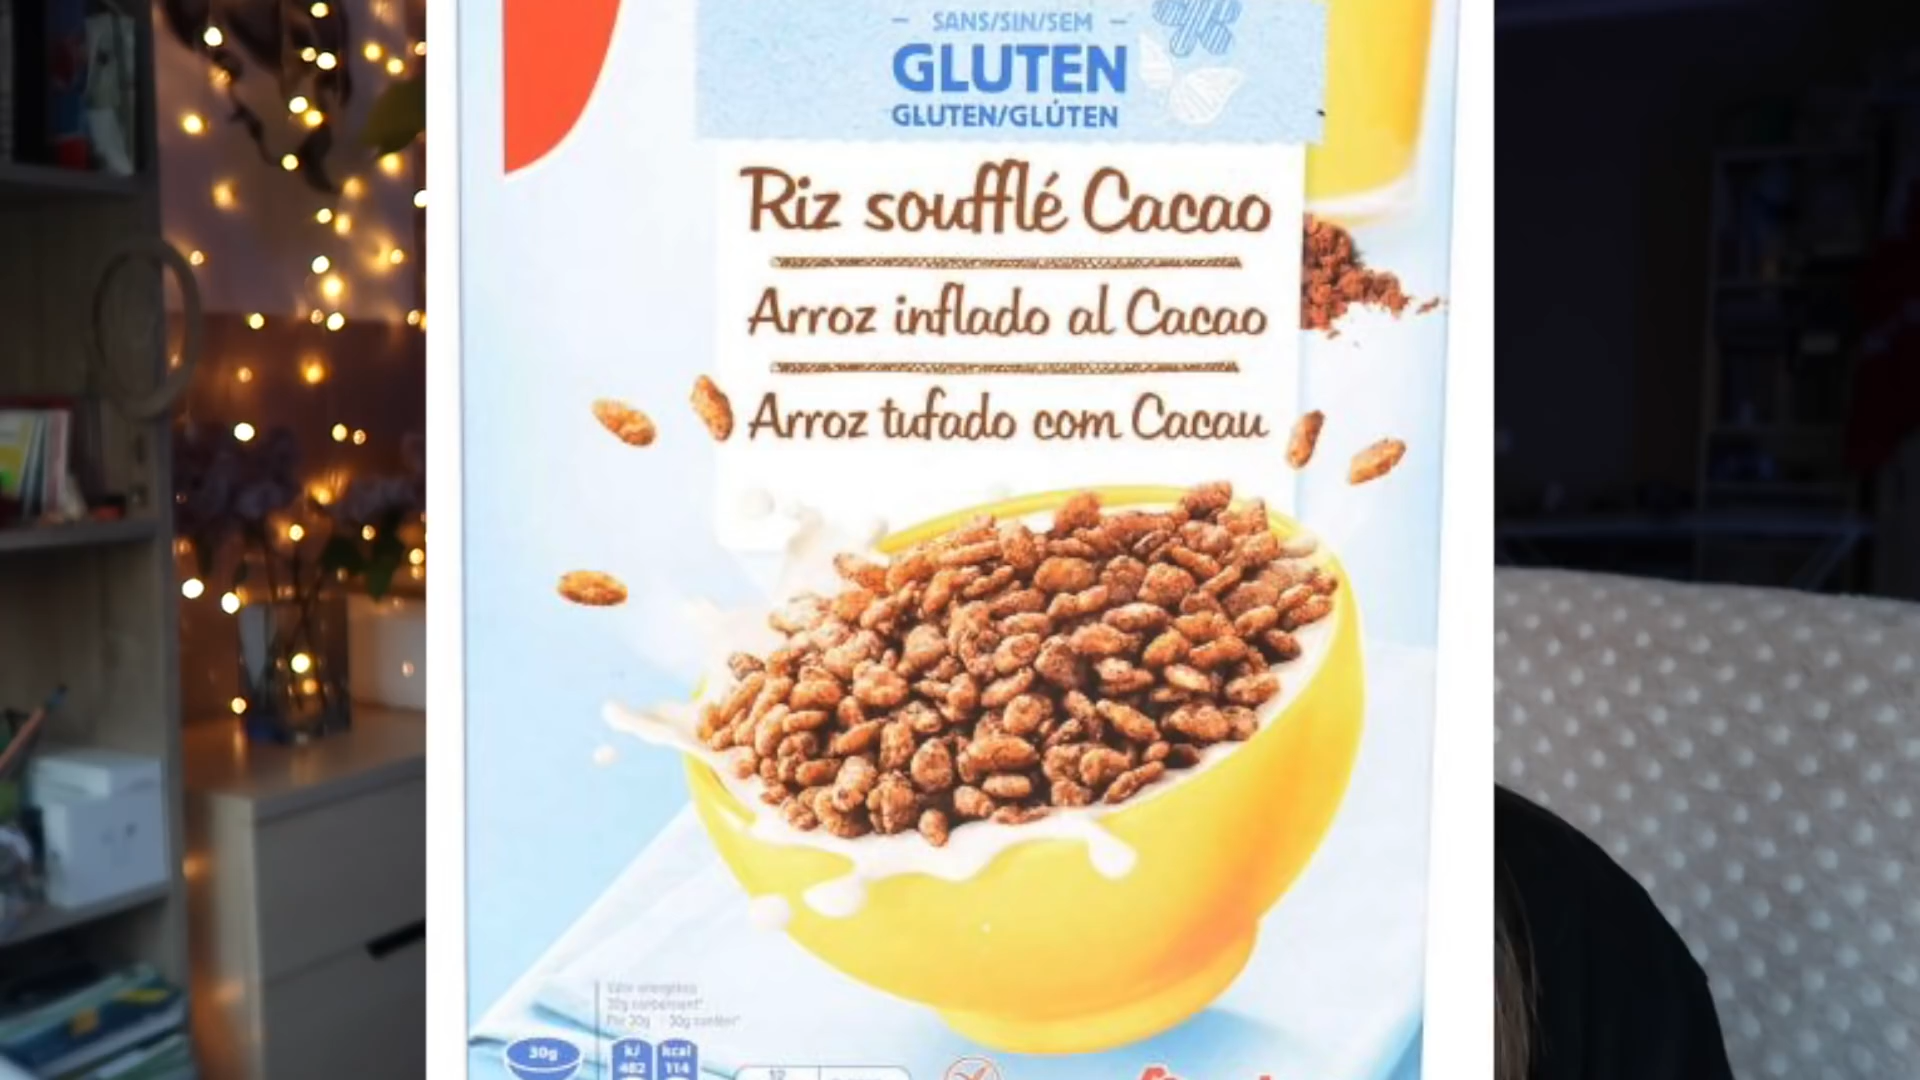 SANS/SIN/SEM
GLUTEN
GLUTEN/GLÚTEN
Riz soufflé Cacao
Arroz inflado al Cacao
Arroz tufado com Cacau
30g
kJ
482
kcal
114
12